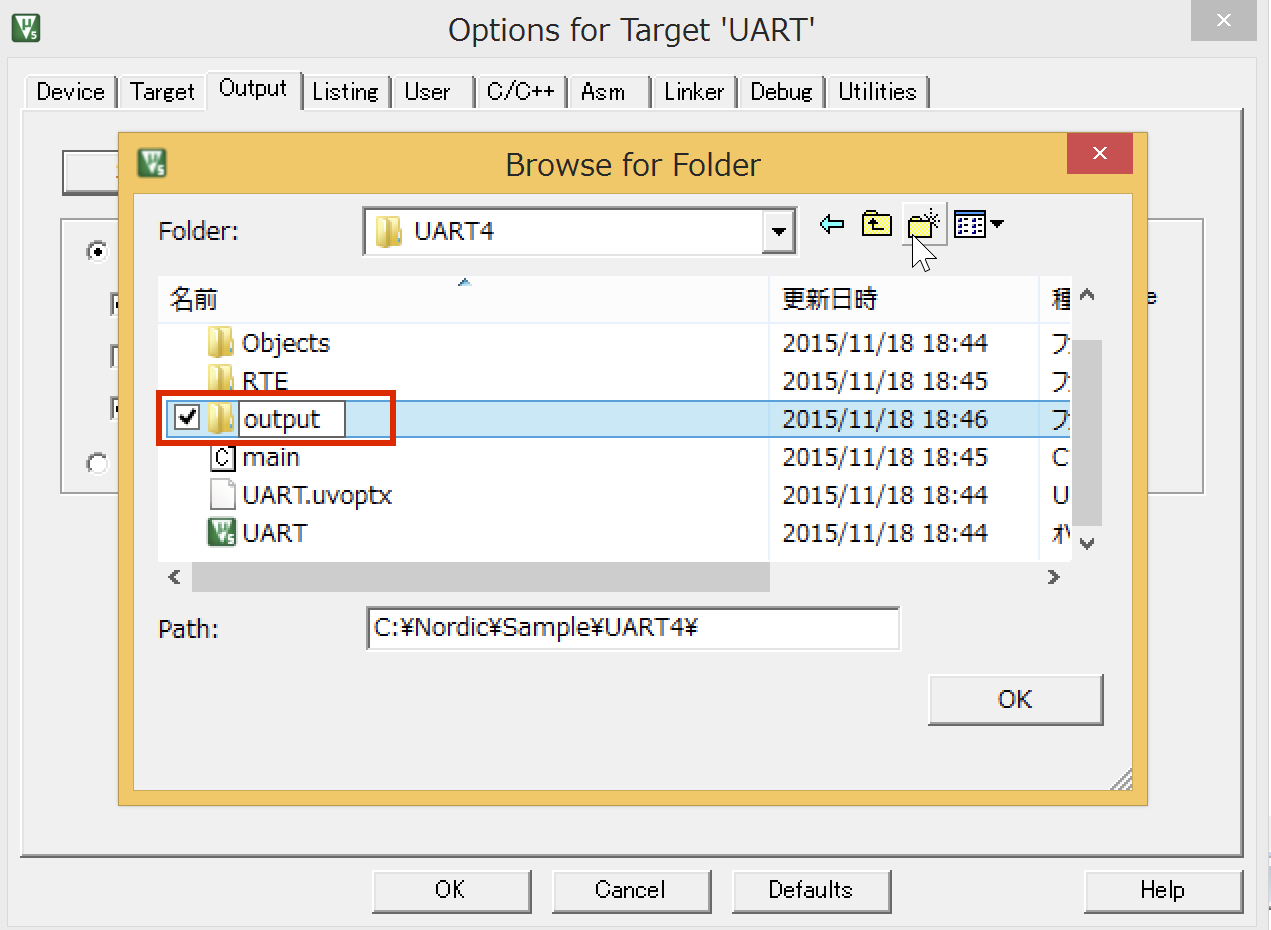 Options for Target 'UART'
Device Target Output Listing User C/C++ Asm Linker Debug Utilities
Browse for Folder
Folder: UART4
名前 更新日時 種
Objects 2015/11/18 18:44 フ
RTE 2015/11/18 18:45 フ
output 2015/11/18 18:46 フ
C main 2015/11/18 18:45 C
UART.uvoptx 2015/11/18 18:44 U
UART 2015/11/18 18:44
Path: C:¥Nordic¥Sample¥UART4¥
OK
OK Cancel Defaults Help